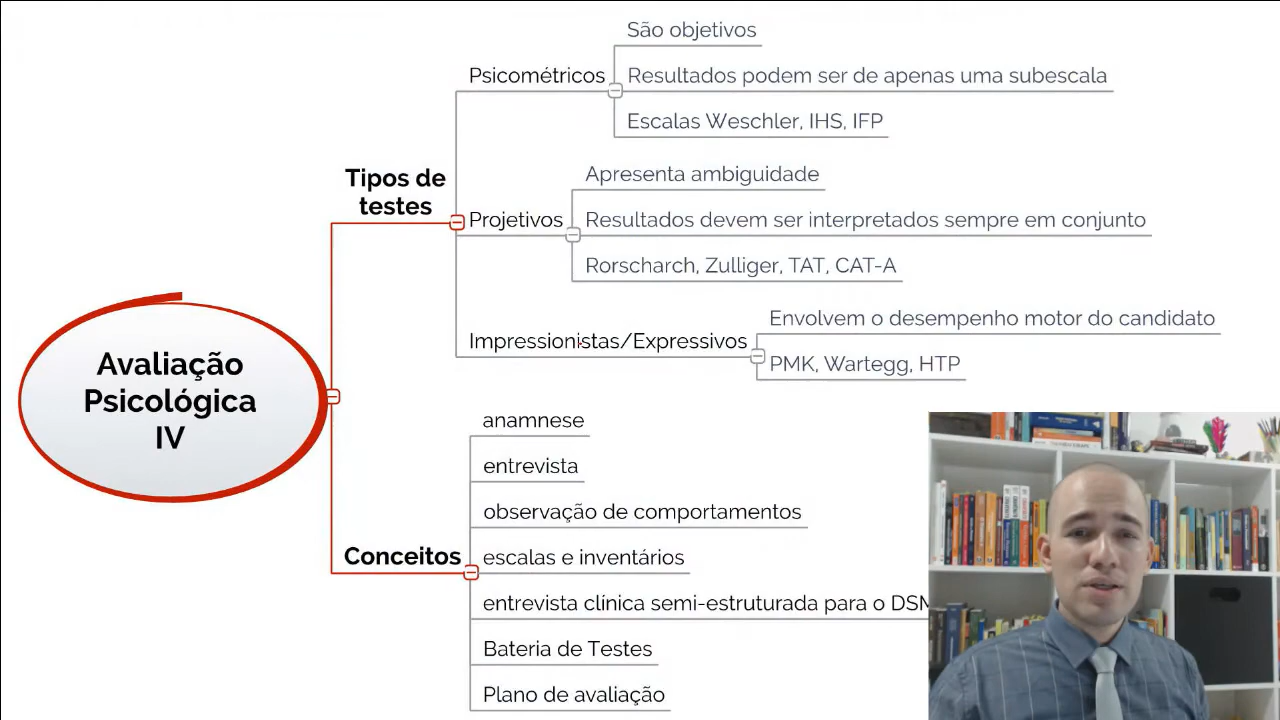 São objetivos
Psicométricos
Resultados podem ser de apenas uma subescala
Escalas Weschler, IHS, IFP
Tipos de
testes
Apresenta ambiguidade
Projetivos
Resultados devem ser interpretados sempre em conjunto
Rorscharch, Zulliger, TAT, CAT-A
Impressionistas/Expressivos
Envolvem o desempenho motor do candidato
PMK, Wartegg, HTP
Avaliação
Psicológica
IV
Conceitos
anamnese
entrevista
observação de comportamentos
escalas e inventários
entrevista clínica semi-estruturada para o DSM
Bateria de Testes
Plano de avaliação